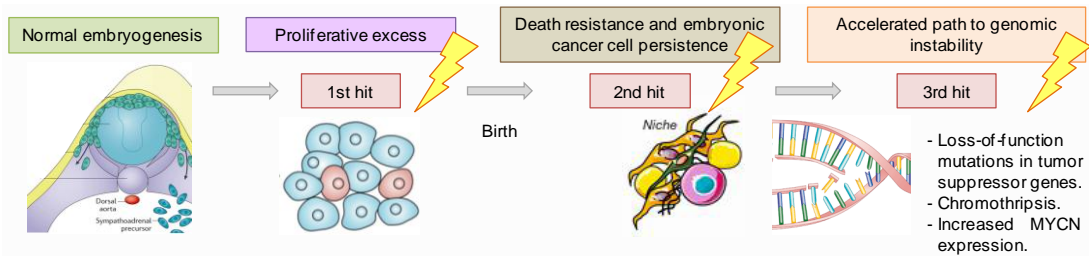 Normal embryogenesis
Proliferative excess
Death resistance and embryonic
cancer cell persistence
Accelerated path to genomic
instability
1st hit
2nd hit
3rd hit
Birth
Niche
Dorsal
aorta
Sympathoadrenal
precursor
- Loss-of-function
mutations in tumor
suppressor genes.
- Chromothripsis.
- Increased MYCN
expression.